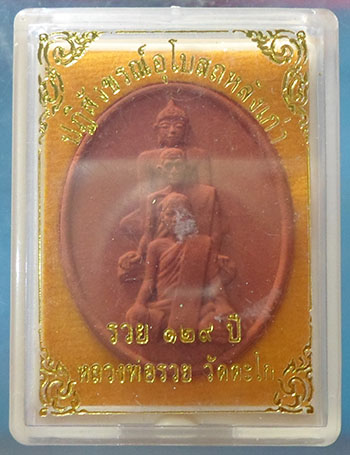 ปฏิสังขรณ์อุโบสถหลังเก่า
รวย ๑๒๙ ปี
หลวงพ่อรวย วัดตะโก